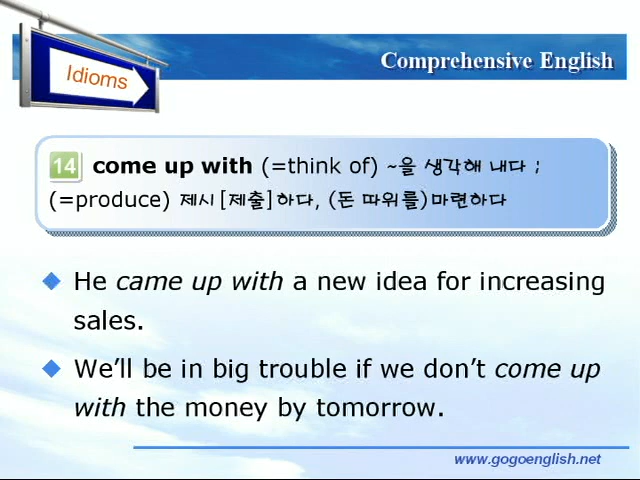 Idioms
Comprehensive English
14 come up with (=think of) ~을 생각해 내다 ;
(=produce) 제시[제출]하다, (돈 따위를)마련하다
He came up with a new idea for increasing
sales.
We’ll be in big trouble if we don’t come up
with the money by tomorrow.
www.gogoenglish.net